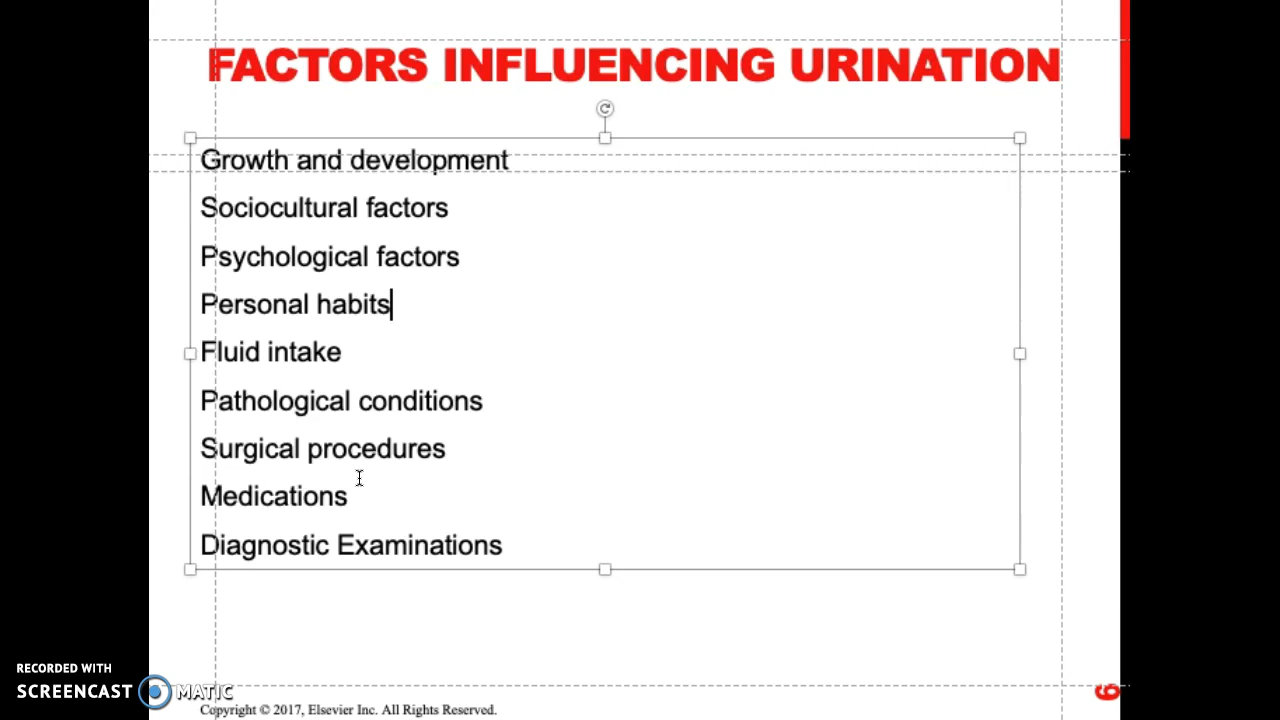 FACTORS INFLUENCING URINATION
Growth and development
Sociocultural factors
Psychological factors
Personal habits
Fluid intake
Pathological conditions
Surgical procedures
Medications
Diagnostic Examinations
RECORDED WITH
SCREENCAST MATIC
6
Copyright © 2017, Elsevier Inc. All Rights Reserved.